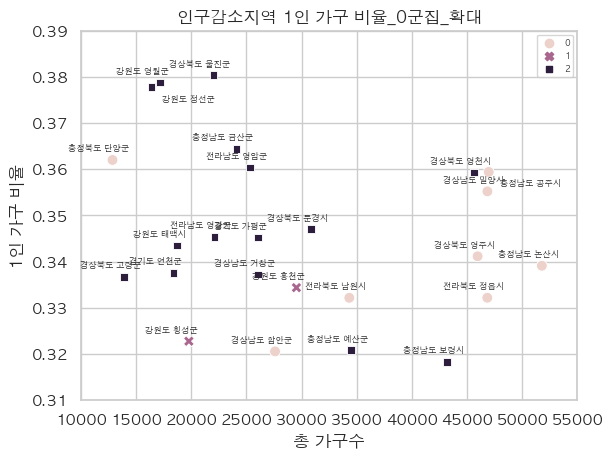 인구감소지역 1인 가구 비율_0군집_확대
0.39
0
1
2
경상북도 울진군
강원도 영월군
0.38
강원도 정선군
0.37
충청남도 금산군
충청북도 단양군
전라남도 영암군
경상북도 영천시
0.36
경상남도 밀양시
충청남도 공주시
1인 가구 비율
0.35
경상북도 문경시
전라남도
경기도 가평군
강원도 태백시
경상북도 영주시
충청남도 논산시
0.34
경상북도 고령군
경기도 연천군
경상남도 거창군
강원도 홍천군
전라북도 남원시
전라북도 정읍시
0.33
강원도 횡성군
경상남도 함안군
충청남도 예산군
충청남도 보령시
0.32
0.31
10000 15000 20000 25000 30000 35000 40000 45000 50000 55000
총 가구수